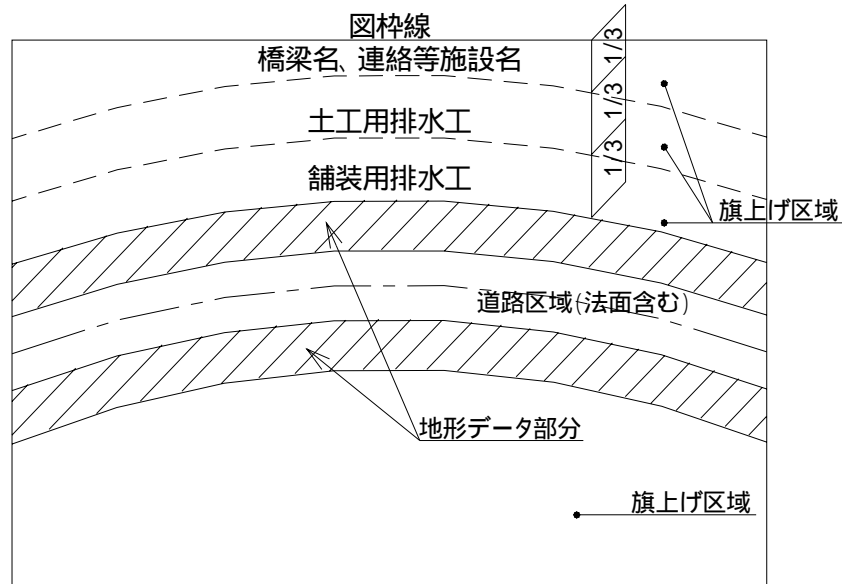 図枠線
橋梁名、連絡等施設名
1/3
1/3
土工用排水工
1/3
舗装用排水工
旗上げ区域
道路区域(法面含む)
地形データ部分
旗上げ区域